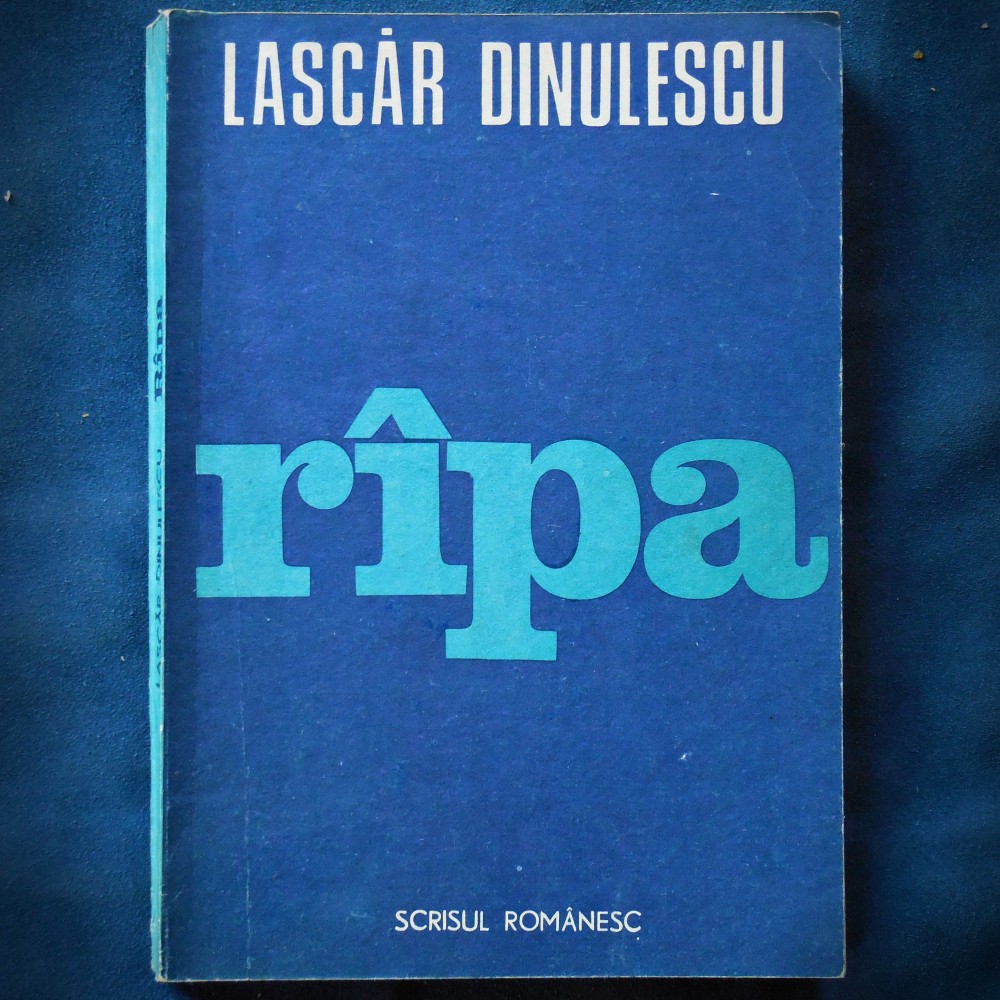 LASCĂR DINULESCU
rîpa
SCRISUL ROMÂNESC
LASCĂR DINULESCU Rîpa